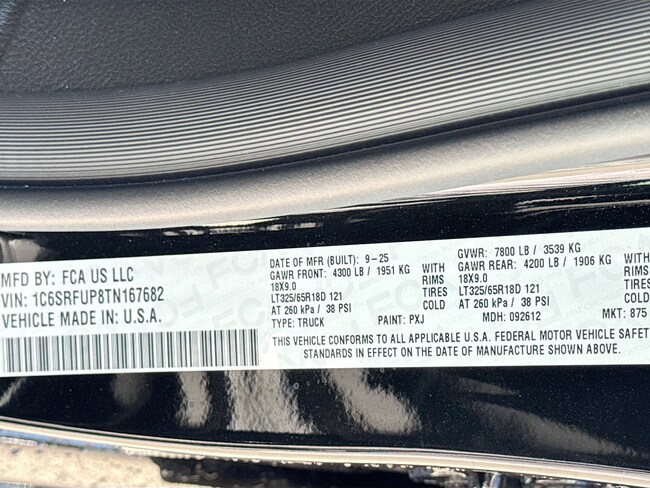 MFD BY: FCA US LLC
VIN: 1C6SRFUP8TN167682
VEHICLE MADE IN: U.S.A.
DATE OF MFR (BUILT): 9-25
GAWR FRONT: 4300 LB / 1951 KG WITH
18X9.0 RIMS
LT325/65R18D 121 TIRES
AT 260 kPa / 38 PSI COLD
TYPE: TRUCK PAINT: PXJ
GVWR: 7800 LB / 3539 KG
GAWR REAR: 4200 LB / 1906 KG WITH
18X9.0 RIMS
LT325/65R18D 121 TIRES
AT 260 kPa / 38 PSI COLD
MDH: 092612 MKT: 875
THIS VEHICLE CONFORMS TO ALL APPLICABLE U.S.A. FEDERAL MOTOR VEHICLE SAFET
STANDARDS IN EFFECT ON THE DATE OF MANUFACTURE SHOWN ABOVE.